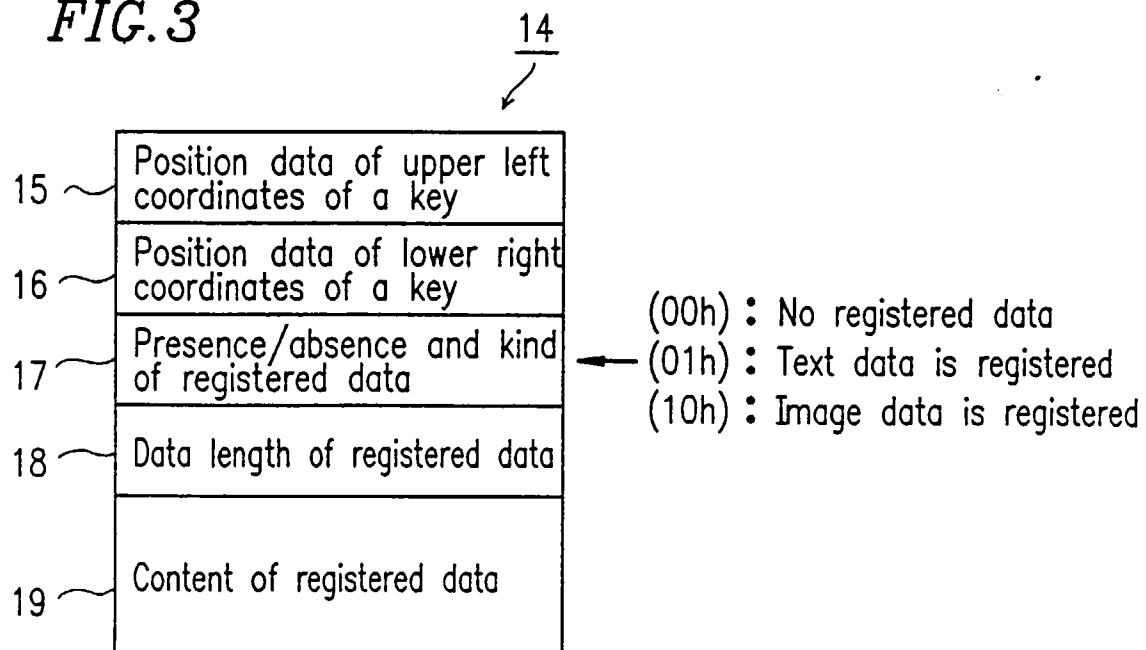 FIG.3
14
15
Position data of upper left
coordinates of a key
16
Position data of lower right
coordinates of a key
17
Presence/absence and kind
of registered data
(00h) : No registered data
(01h) : Text data is registered
(10h) : Image data is registered
18
Data length of registered data
19
Content of registered data